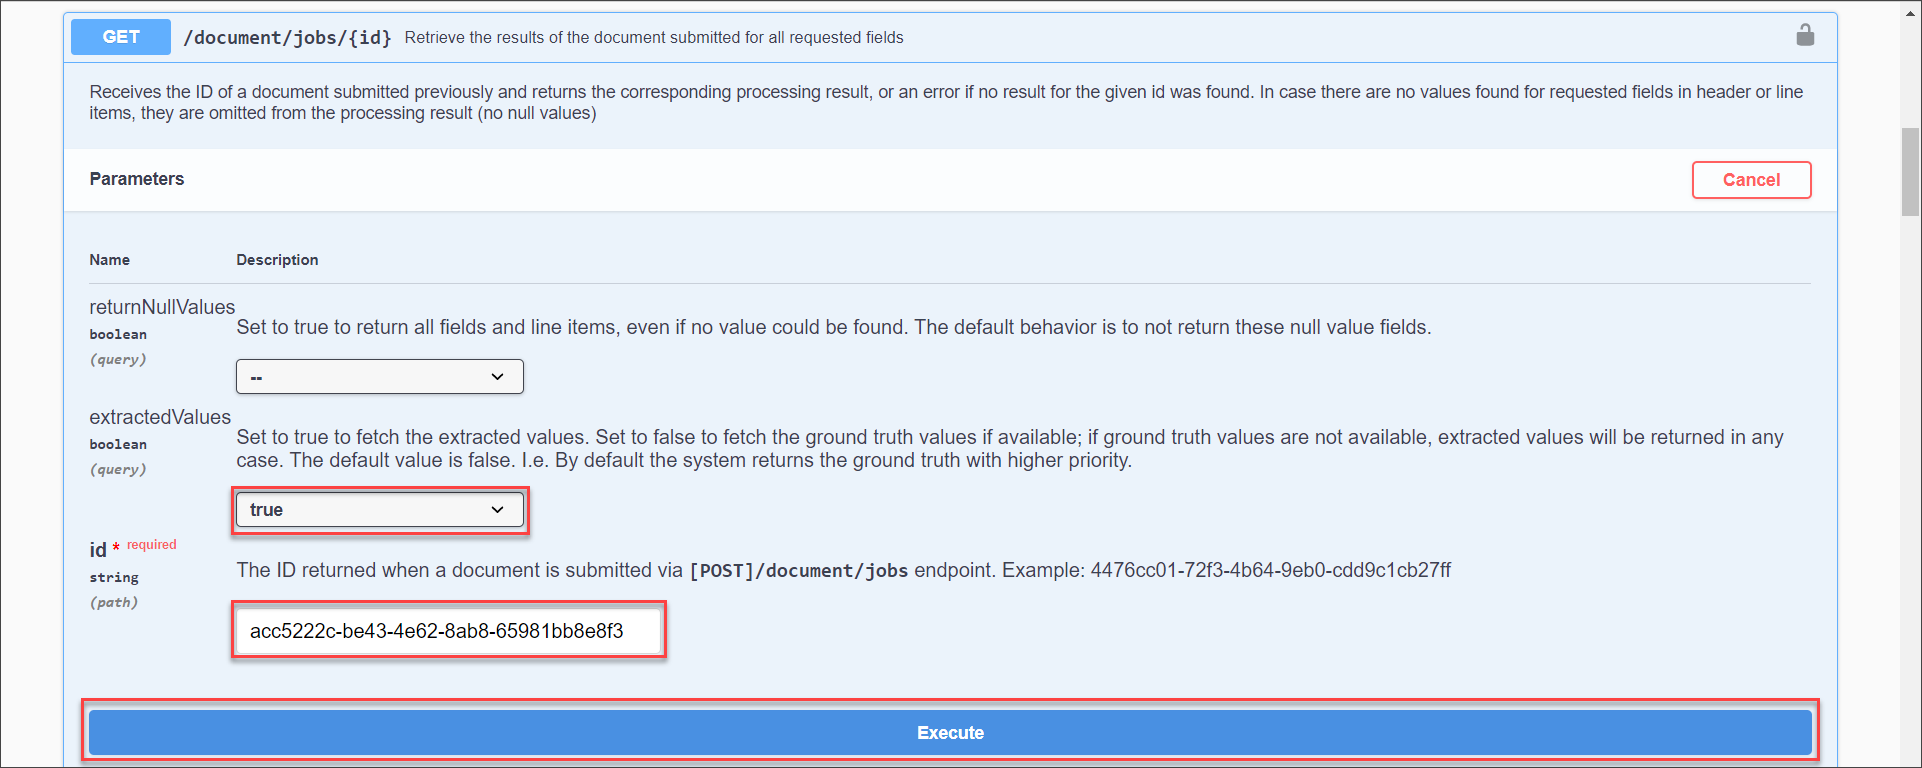 GET /document/jobs/{id} Retrieve the results of the document submitted for all requested fields
Receives the ID of a document submitted previously and returns the corresponding processing result, or an error if no result for the given id was found. In case there are no values found for requested fields in header or line
items, they are omitted from the processing result (no null values)
Parameters
Cancel
Name Description
returnNullValues
boolean
(query)
Set to true to return all fields and line items, even if no value could be found. The default behavior is to not return these null value fields.
--
extractedValues
boolean
(query)
Set to true to fetch the extracted values. Set to false to fetch the ground truth values if available; if ground truth values are not available, extracted values will be returned in any
case. The default value is false. I.e. By default the system returns the ground truth with higher priority.
true
id * required
string
(path)
The ID returned when a document is submitted via [POST]/document/jobs endpoint. Example: 4476cc01-72f3-4b64-9eb0-cdd9c1cb27ff
acc5222c-be43-4e62-8ab8-65981bb8e8f3
Execute